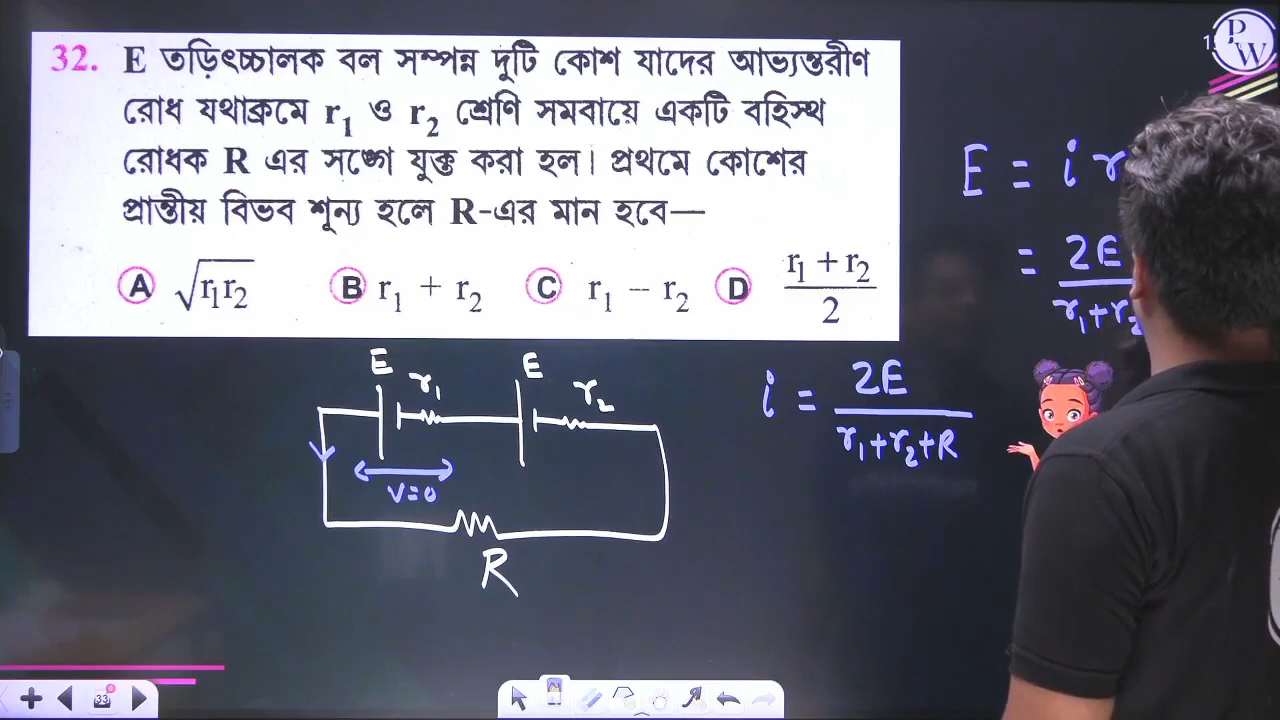 32. E তড়িৎচ্চালক বল সম্পন্ন দুটি কোশ যাদের আভ্যন্তরীণ
রোধ যথাক্রমে r₁ ও r₂ শ্রেণি সমবায়ে একটি বহিস্থ
রোধক R এর সঙ্গে যুক্ত করা হল। প্রথমে কোশের
প্রান্তীয় বিভব শূন্য হলে R-এর মান হবে—
A √r₁r₂ B r₁ + r₂ C r₁ − r₂ D (r₁ + r₂)/2
PW
E = i r
= 2E/(r₁+r₂
i = 2E/(r₁+r₂+R)
E r₁ E r₂
V=0
R
33